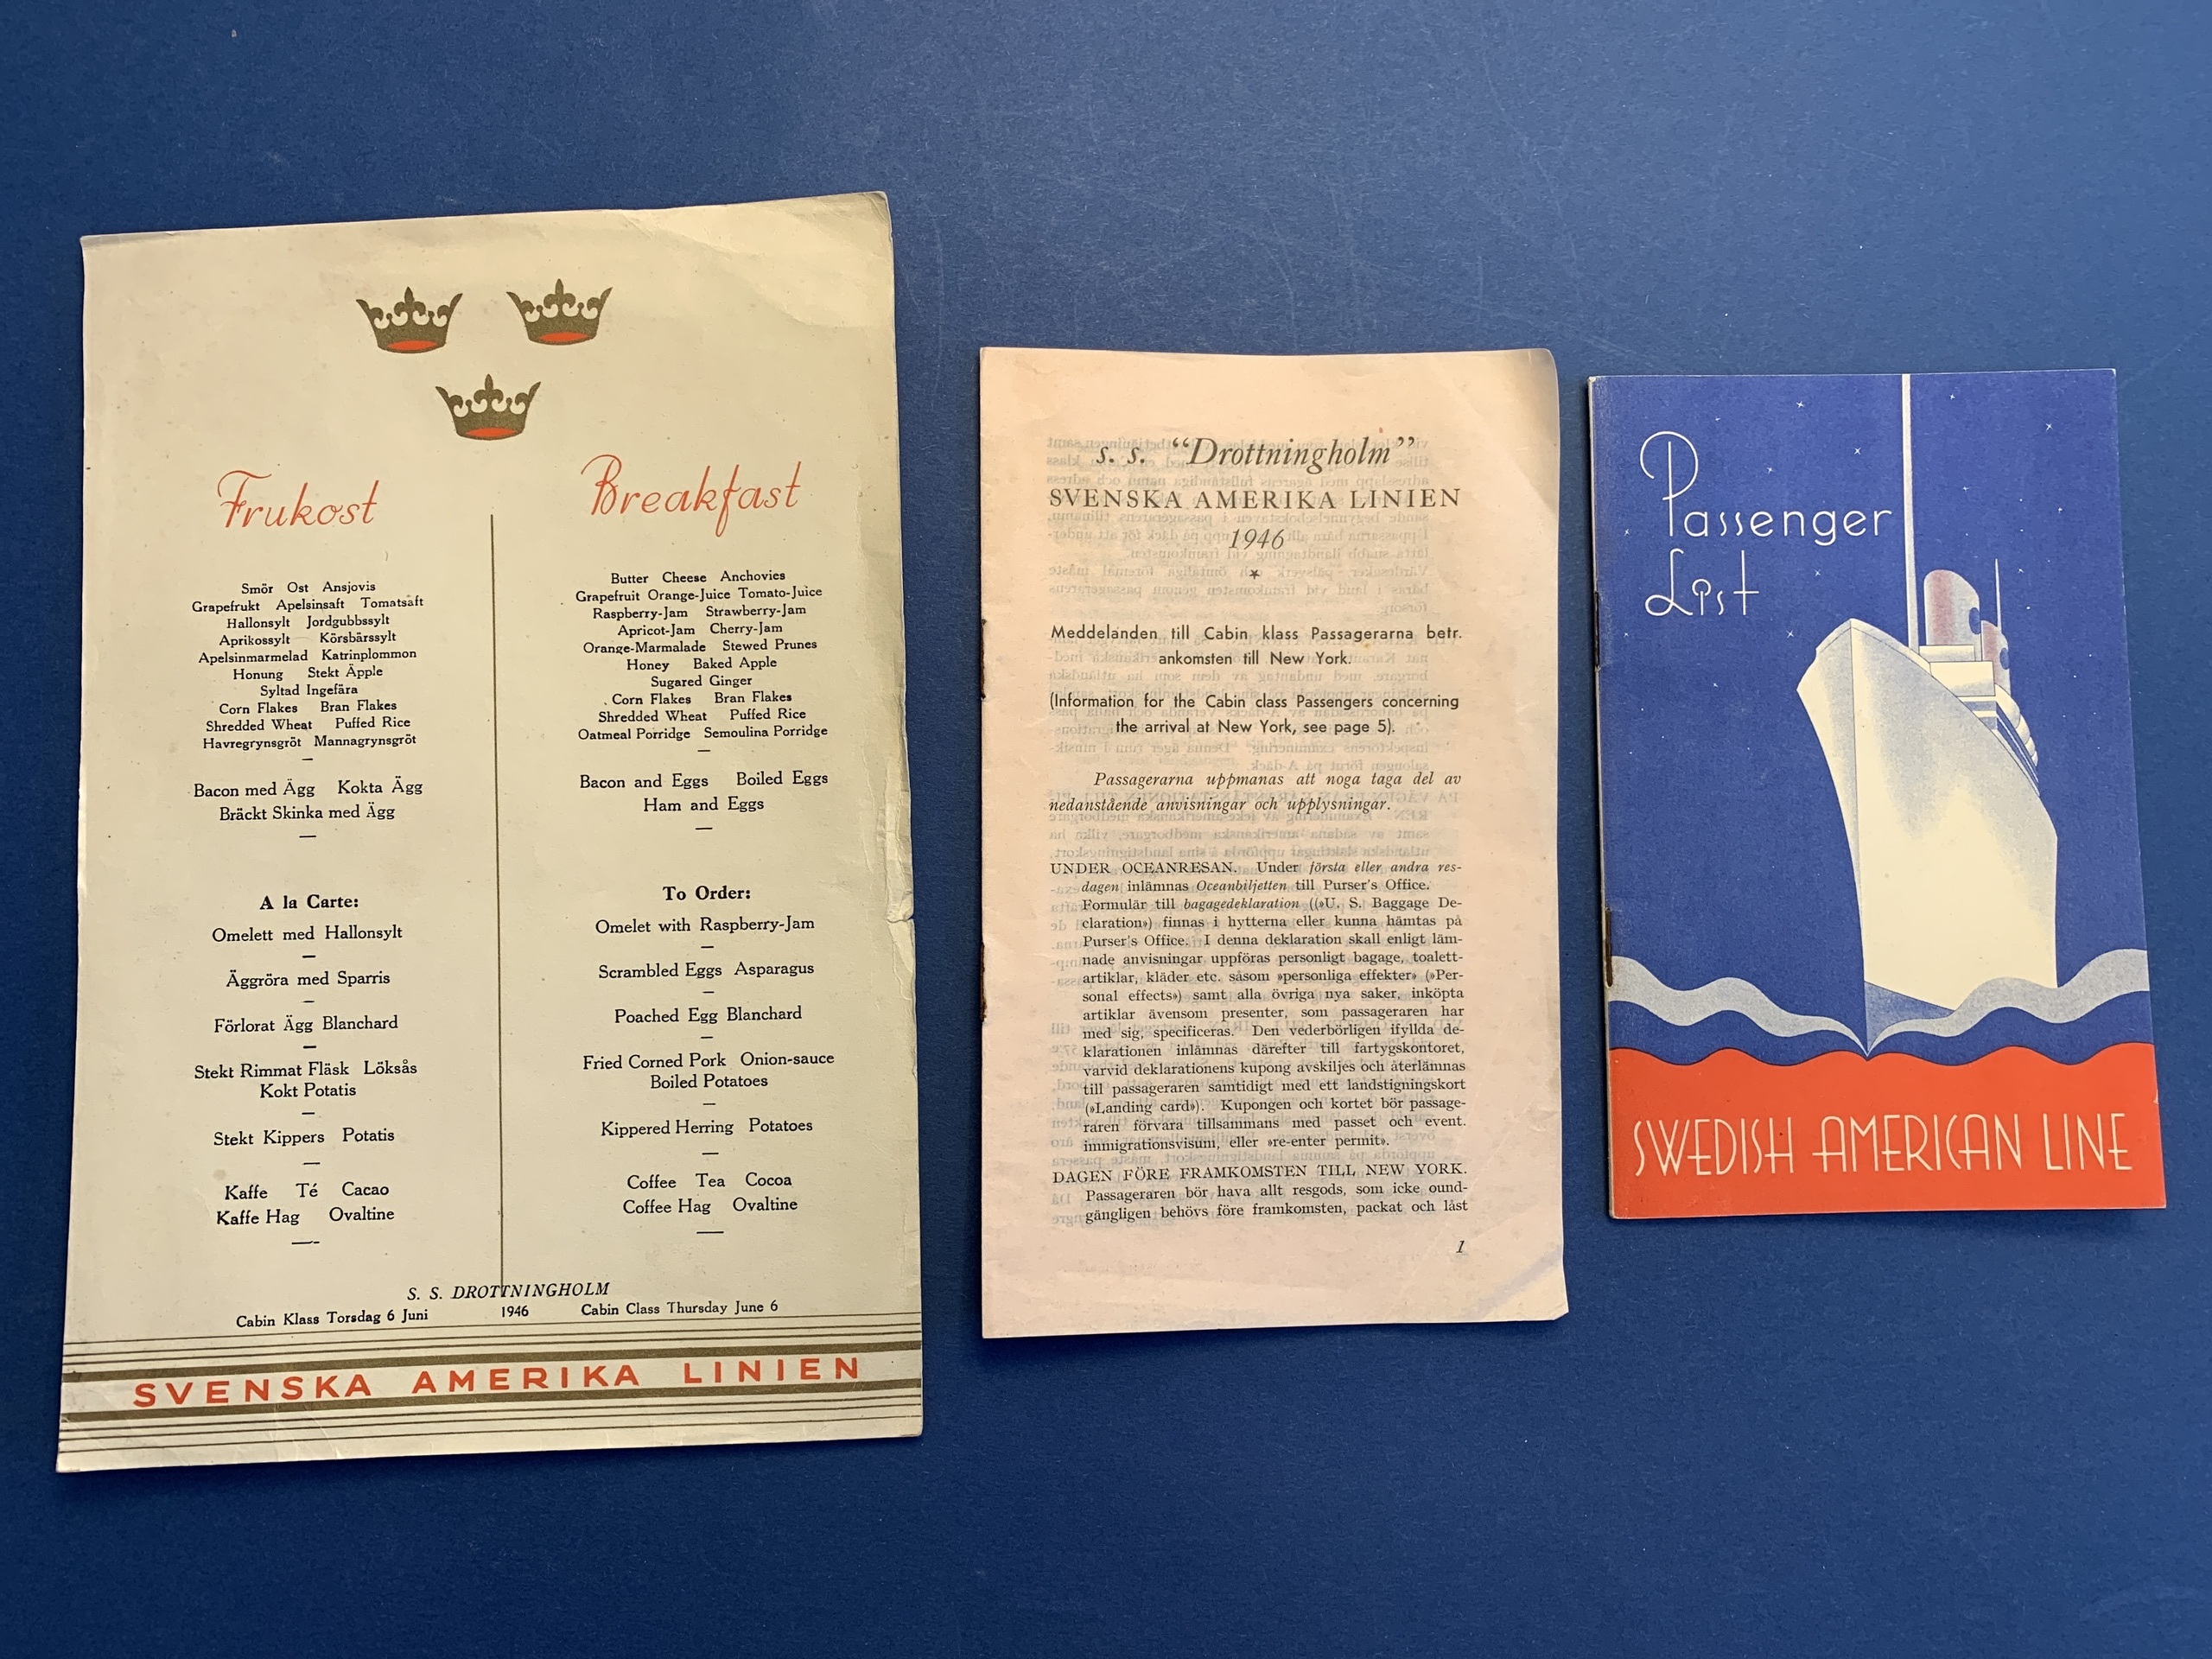 Frukost
Smör Ost Ansjovis
Grapefrukt Apelsinsaft Tomatsaft
Hallonsylt Jordgubbssylt
Aprikossylt Körsbärssylt
Apelsinmarmelad Katrinplommon
Honung Stekt Äpple
Syltad Ingefära
Corn Flakes Bran Flakes
Shredded Wheat Puffed Rice
Havregrynsgröt Mannagrynsgröt
Bacon med Ägg Kokta Ägg
Bräckt Skinka med Ägg
A la Carte:
Omelett med Hallonsylt
Äggröra med Sparris
Förlorat Ägg Blanchard
Stekt Rimmat Fläsk Löksås
Kokt Potatis
Stekt Kippers Potatis
Kaffe Té Cacao
Kaffe Hag Ovaltine
Breakfast
Butter Cheese Anchovies
Grapefruit Orange-Juice Tomato-Juice
Raspberry-Jam Strawberry-Jam
Apricot-Jam Cherry-Jam
Orange-Marmalade Stewed Prunes
Honey Baked Apple
Sugared Ginger
Corn Flakes Bran Flakes
Shredded Wheat Puffed Rice
Oatmeal Porridge Semoulina Porridge
Bacon and Eggs Boiled Eggs
Ham and Eggs
To Order:
Omelet with Raspberry-Jam
Scrambled Eggs Asparagus
Poached Egg Blanchard
Fried Corned Pork Onion-sauce
Boiled Potatoes
Kippered Herring Potatoes
Coffee Tea Cocoa
Coffee Hag Ovaltine
S. S. DROTTNINGHOLM
Cabin Klass Torsdag 6 Juni 1946 Cabin Class Thursday June 6
SVENSKA AMERIKA LINIEN
s. s. "Drottningholm"
SVENSKA AMERIKA LINIEN
1946
Meddelanden till Cabin klass Passagerarna betr.
ankomsten till New York.
(Information for the Cabin class Passengers concerning
the arrival at New York, see page 5).
Passagerarna uppmanas att noga taga del av
nedanstående anvisningar och upplysningar.
UNDER OCEANRESAN. Under första eller andra res-
dagen inlämnas Oceanbiljetten till Purser's Office.
Formulär till bagagedeklaration ((»U. S. Baggage De-
claration») finnas i hytterna eller kunna hämtas på
Purser's Office. I denna deklaration skall enligt läm-
nade anvisningar uppföras personligt bagage, toalett-
artiklar, kläder etc. såsom »personliga effekter» (»Per-
sonal effects») samt alla övriga nya saker, inköpta
artiklar ävensom presenter, som passageraren har
med sig, specificeras. Den vederbörligen ifyllda de-
klarationen inlämnas därefter till fartygskontoret,
varvid deklarationens kupong avskiljes och återlämnas
till passageraren samtidigt med ett landstigningskort
(»Landing card»). Kupongen och kortet bör passage-
raren förvara tillsammans med passet och event.
immigrationsvisum, eller »re-enter permit».
DAGEN FÖRE FRAMKOMSTEN TILL NEW YORK.
Passageraren bör hava allt resgods, som icke ound-
gängligen behövs före framkomsten, packat och låst
1
Passenger
List
SWEDISH AMERICAN LINE